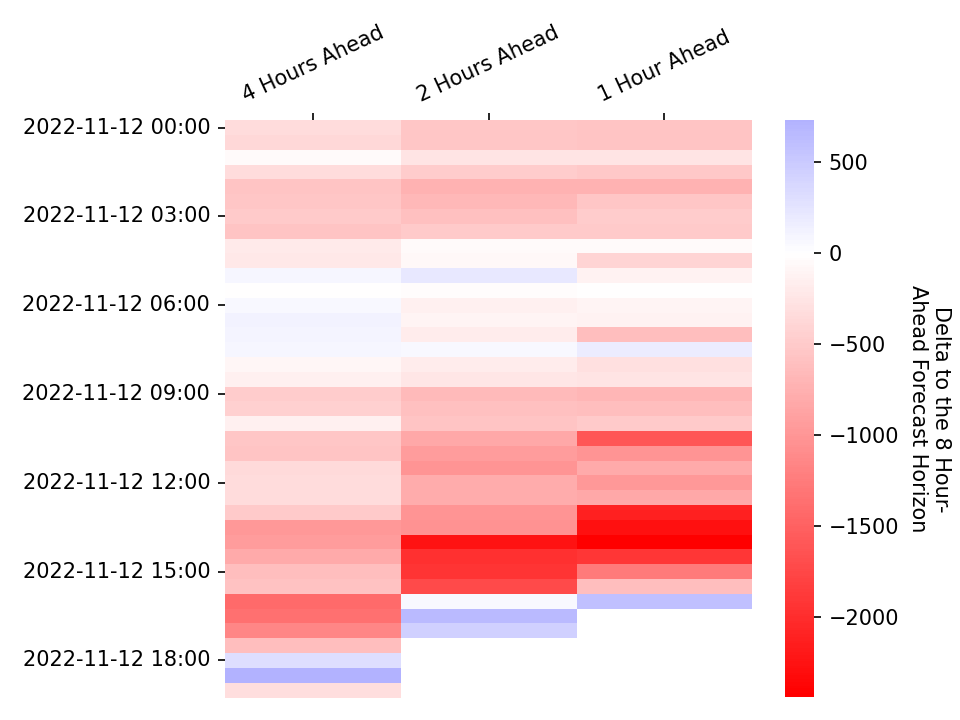 4 Hours Ahead
2 Hours Ahead
1 Hour Ahead
2022-11-12 00:00
2022-11-12 03:00
2022-11-12 06:00
2022-11-12 09:00
2022-11-12 12:00
2022-11-12 15:00
2022-11-12 18:00
500
0
−500
−1000
−1500
−2000
Delta to the 8 Hour-
Ahead Forecast Horizon